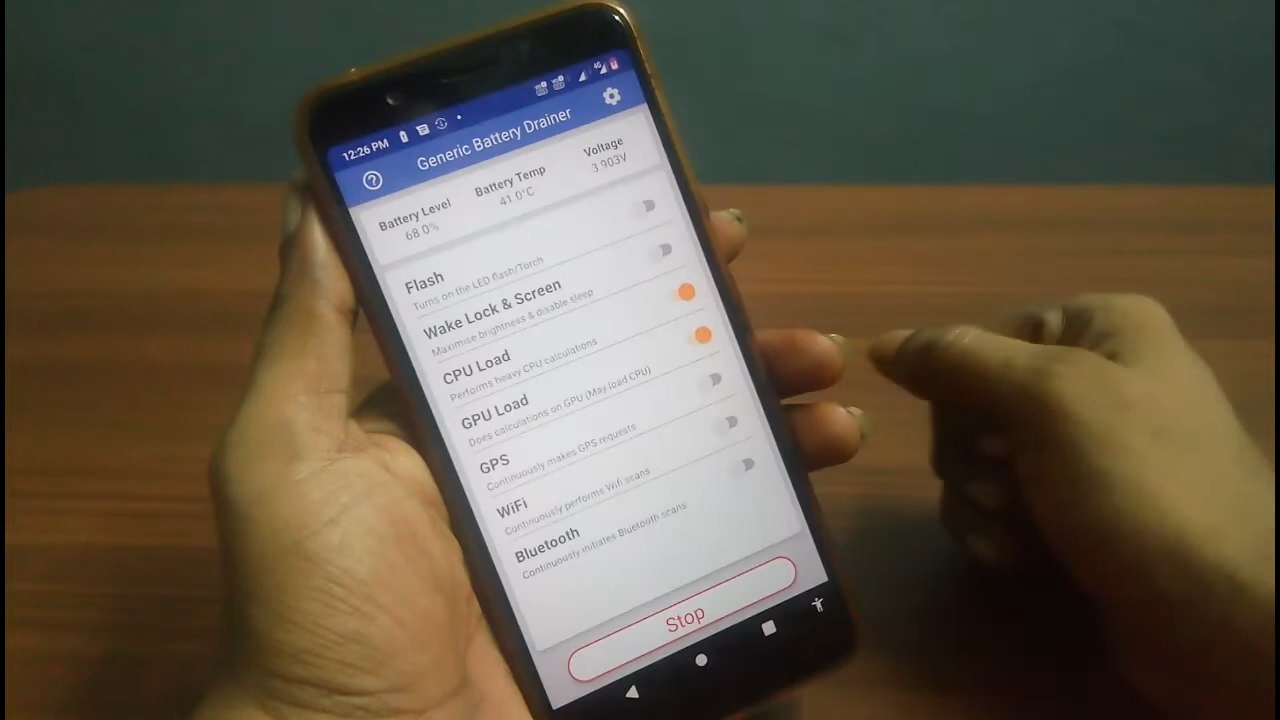 12:26 PM
4G
Generic Battery Drainer
Battery Level
Battery Temp
Voltage
68.0%
41.0°C
3.903V
Flash
Turns on the LED flash/Torch
Wake Lock & Screen
Maximise brightness & disable sleep
CPU Load
Performs heavy CPU calculations
GPU Load
Does calculations on GPU (May load CPU)
GPS
Continuously makes GPS requests
WiFi
Continuously performs Wifi scans
Bluetooth
Continuously initiates Bluetooth scans
Stop